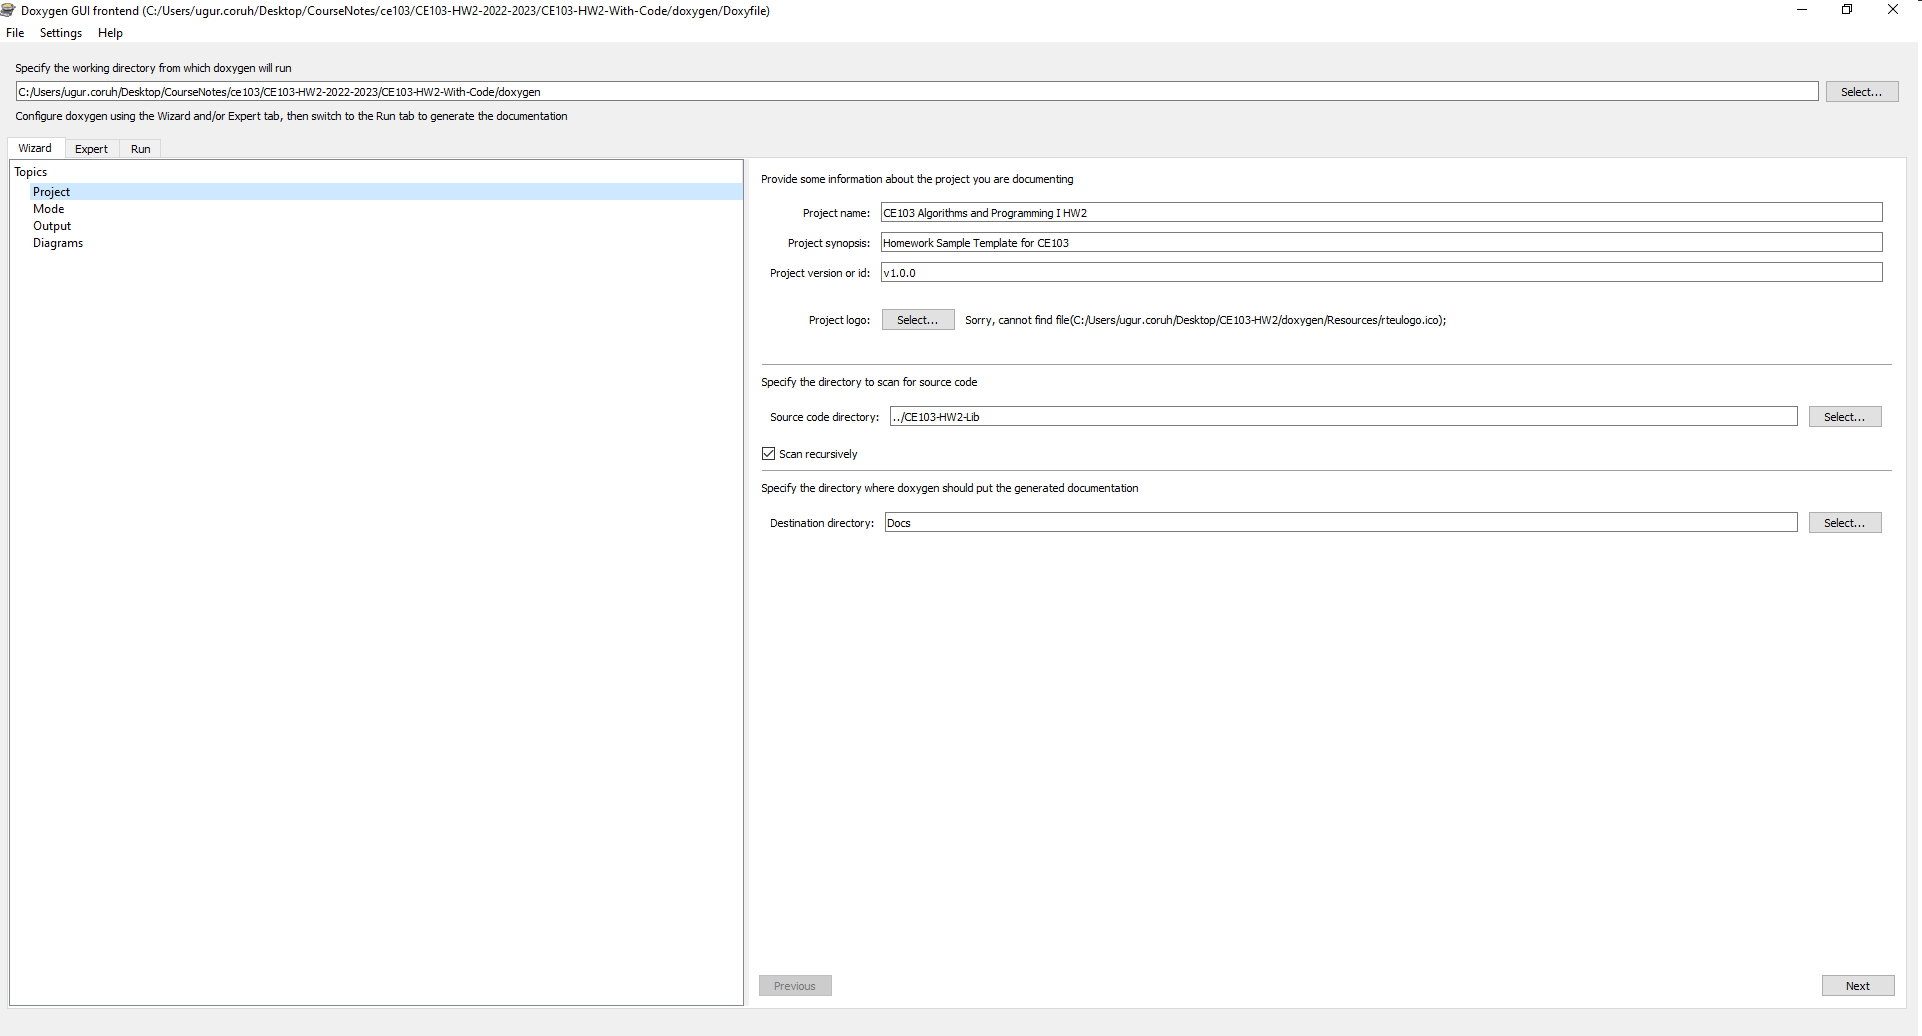 Doxygen GUI frontend (C:/Users/ugur.coruh/Desktop/CourseNotes/ce103/CE103-HW2-2022-2023/CE103-HW2-With-Code/doxygen/Doxyfile)
File Settings Help
Specify the working directory from which doxygen will run
C:/Users/ugur.coruh/Desktop/CourseNotes/ce103/CE103-HW2-2022-2023/CE103-HW2-With-Code/doxygen Select...
Configure doxygen using the Wizard and/or Expert tab, then switch to the Run tab to generate the documentation
Wizard Expert Run
Topics
Project
Mode
Output
Diagrams
Provide some information about the project you are documenting
Project name: CE103 Algorithms and Programming I HW2
Project synopsis: Homework Sample Template for CE103
Project version or id: v1.0.0
Project logo: Select... Sorry, cannot find file(C:/Users/ugur.coruh/Desktop/CE103-HW2/doxygen/Resources/rteulogo.ico);
Specify the directory to scan for source code
Source code directory: ../CE103-HW2-Lib Select...
Scan recursively
Specify the directory where doxygen should put the generated documentation
Destination directory: Docs Select...
Previous Next